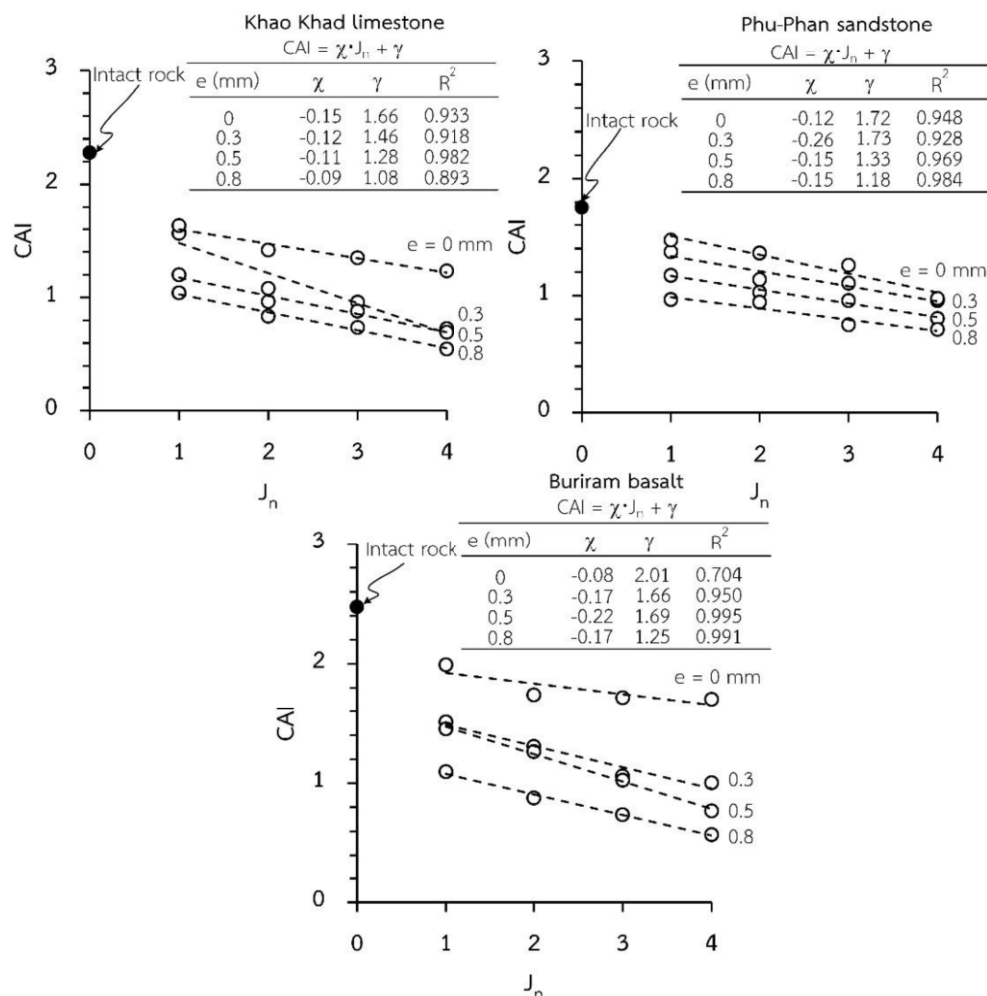 Khao Khad limestone
CAI = χ·Jn + γ
e (mm) χ γ R²
0 -0.15 1.66 0.933
0.3 -0.12 1.46 0.918
0.5 -0.11 1.28 0.982
0.8 -0.09 1.08 0.893
Intact rock
3
2
1
0
CAI
e = 0 mm
0.3
0.5
0.8
0 1 2 3 4
Jn
Phu-Phan sandstone
CAI = χ·Jn + γ
e (mm) χ γ R²
0 -0.12 1.72 0.948
0.3 -0.26 1.73 0.928
0.5 -0.15 1.33 0.969
0.8 -0.15 1.18 0.984
Intact rock
3
2
1
0
CAI
e = 0 mm
0.3
0.5
0.8
0 1 2 3 4
Jn
Buriram basalt
CAI = χ·Jn + γ
e (mm) χ γ R²
0 -0.08 2.01 0.704
0.3 -0.17 1.66 0.950
0.5 -0.22 1.69 0.995
0.8 -0.17 1.25 0.991
Intact rock
3
2
1
0
CAI
e = 0 mm
0.3
0.5
0.8
0 1 2 3 4
Jn